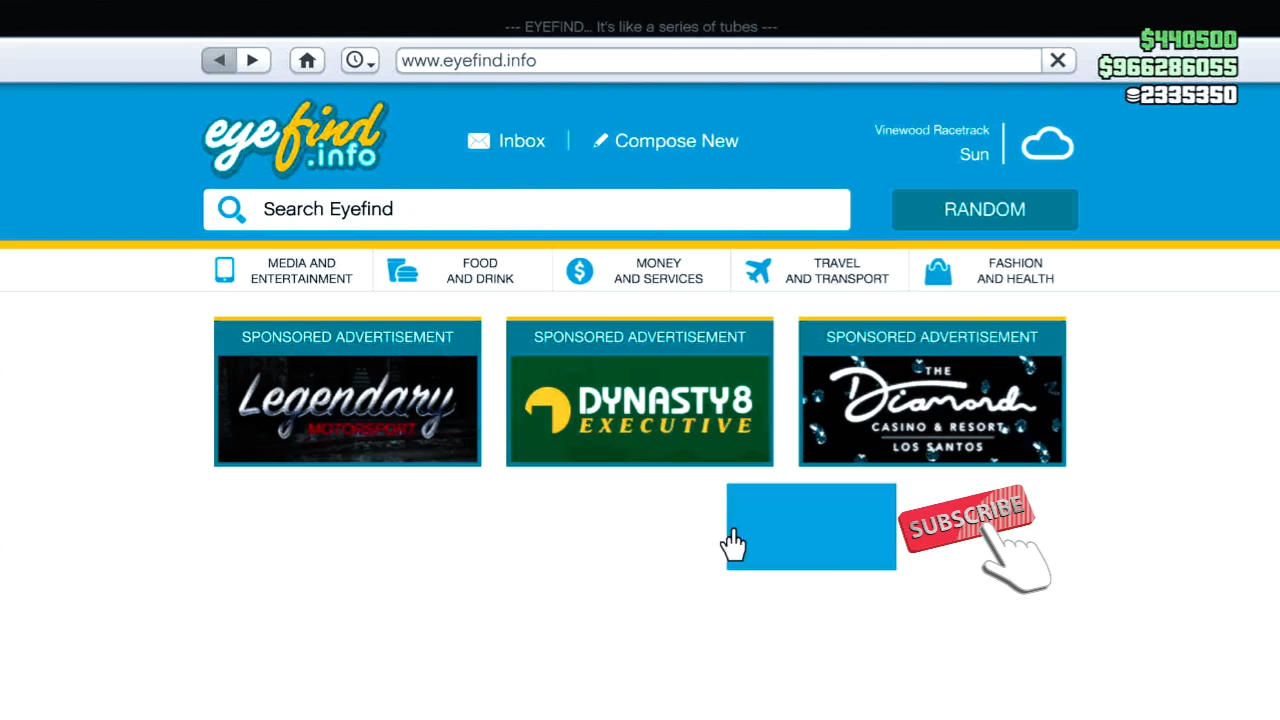 --- EYEFIND... It's like a series of tubes ---
$440500
www.eyefind.info
$966286055
2335350
eyefind
.info
Inbox
Compose New
Vinewood Racetrack
Sun
Search Eyefind
RANDOM
MEDIA AND
ENTERTAINMENT
FOOD
AND DRINK
MONEY
AND SERVICES
TRAVEL
AND TRANSPORT
FASHION
AND HEALTH
SPONSORED ADVERTISEMENT
Legendary
MOTORSPORT
SPONSORED ADVERTISEMENT
DYNASTY8
EXECUTIVE
SPONSORED ADVERTISEMENT
THE
Diamond
CASINO & RESORT
LOS SANTOS
SUBSCRIBE